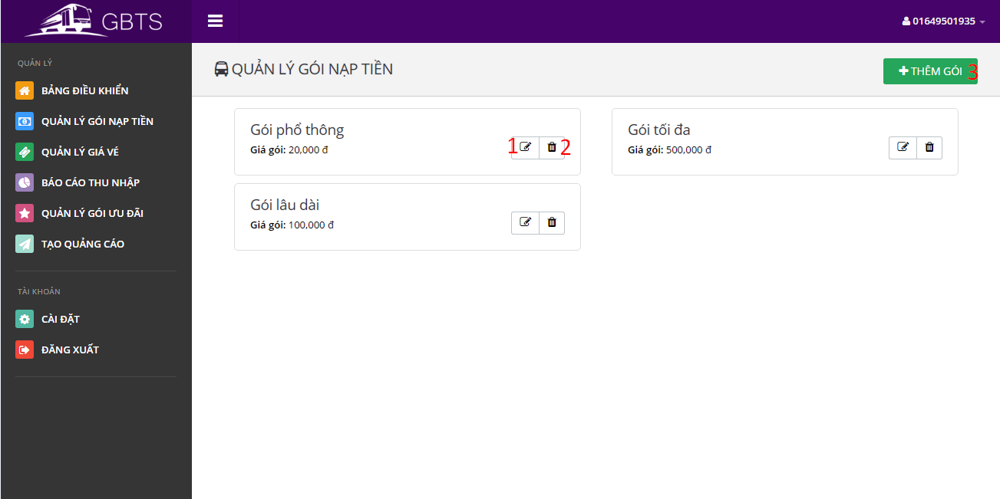 GBTS
01649501935
QUẢN LÝ
BẢNG ĐIỀU KHIỂN
QUẢN LÝ GÓI NẠP TIỀN
QUẢN LÝ GIÁ VÉ
BÁO CÁO THU NHẬP
QUẢN LÝ GÓI ƯU ĐÃI
TẠO QUẢNG CÁO
TÀI KHOẢN
CÀI ĐẶT
ĐĂNG XUẤT
QUẢN LÝ GÓI NẠP TIỀN
THÊM GÓI 3
Gói phổ thông
Giá gói: 20,000 đ
1 2
Gói tối đa
Giá gói: 500,000 đ
Gói lâu dài
Giá gói: 100,000 đ